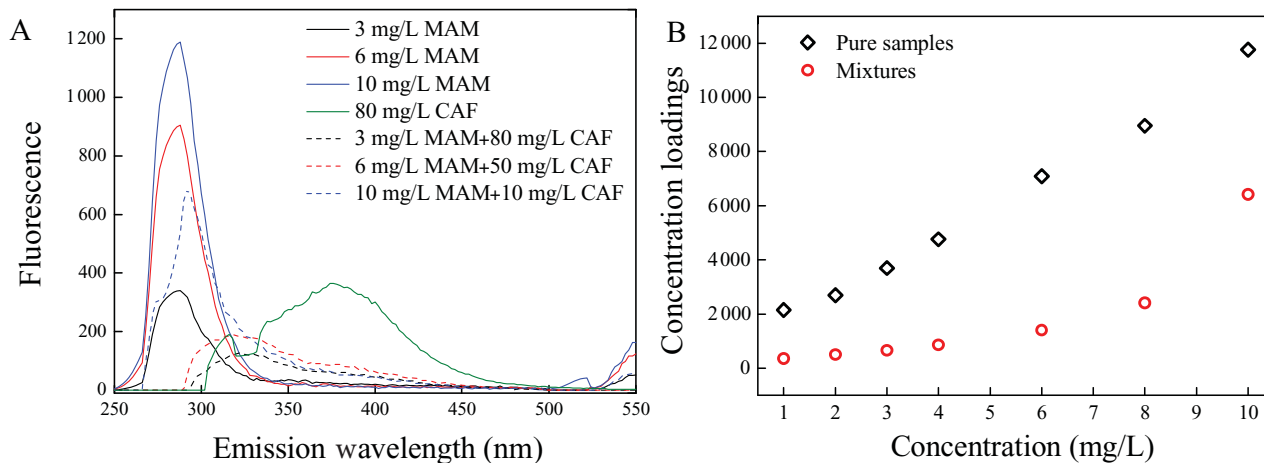 A
3 mg/L MAM
6 mg/L MAM
10 mg/L MAM
80 mg/L CAF
3 mg/L MAM+80 mg/L CAF
6 mg/L MAM+50 mg/L CAF
10 mg/L MAM+10 mg/L CAF
Fluorescence
1200
1000
800
600
400
200
0
250 300 350 400 450 500 550
Emission wavelength (nm)
B
Pure samples
Mixtures
Concentration loadings
12 000
10 000
8 000
6 000
4 000
2 000
0
1 2 3 4 5 6 7 8 9 10
Concentration (mg/L)